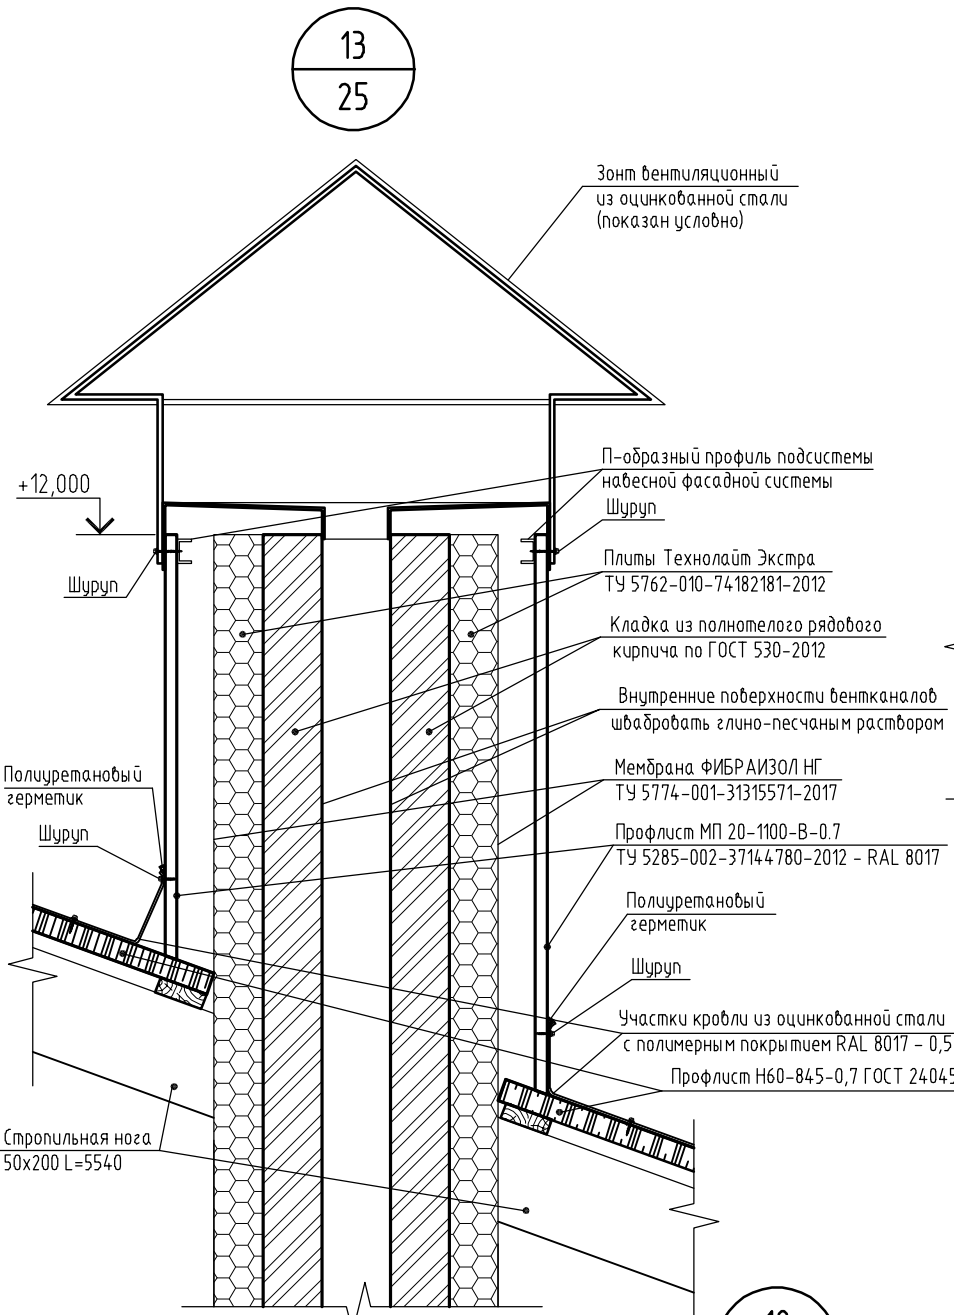 13
25
Зонт вентиляционный
из оцинкованной стали
(показан условно)
П-образный профиль подсистемы
навесной фасадной системы
+12,000
Шуруп
Шуруп
Плиты Технолайт Экстра
ТУ 5762-010-74182181-2012
Кладка из полнотелого рядового
кирпича по ГОСТ 530-2012
Внутренние поверхности вентканалов
швабровать глино-песчаным раствором
Полиуретановый
герметик
Шуруп
Мембрана ФИБРАИЗОЛ НГ
ТУ 5774-001-31315571-2017
Профлист МП 20-1100-В-0.7
ТУ 5285-002-37144780-2012 - RAL 8017
Полиуретановый
герметик
Шуруп
Участки кровли из оцинкованной стали
с полимерным покрытием RAL 8017 - 0,5
Профлист Н60-845-0,7 ГОСТ 24045
Стропильная нога
50х200 L=5540